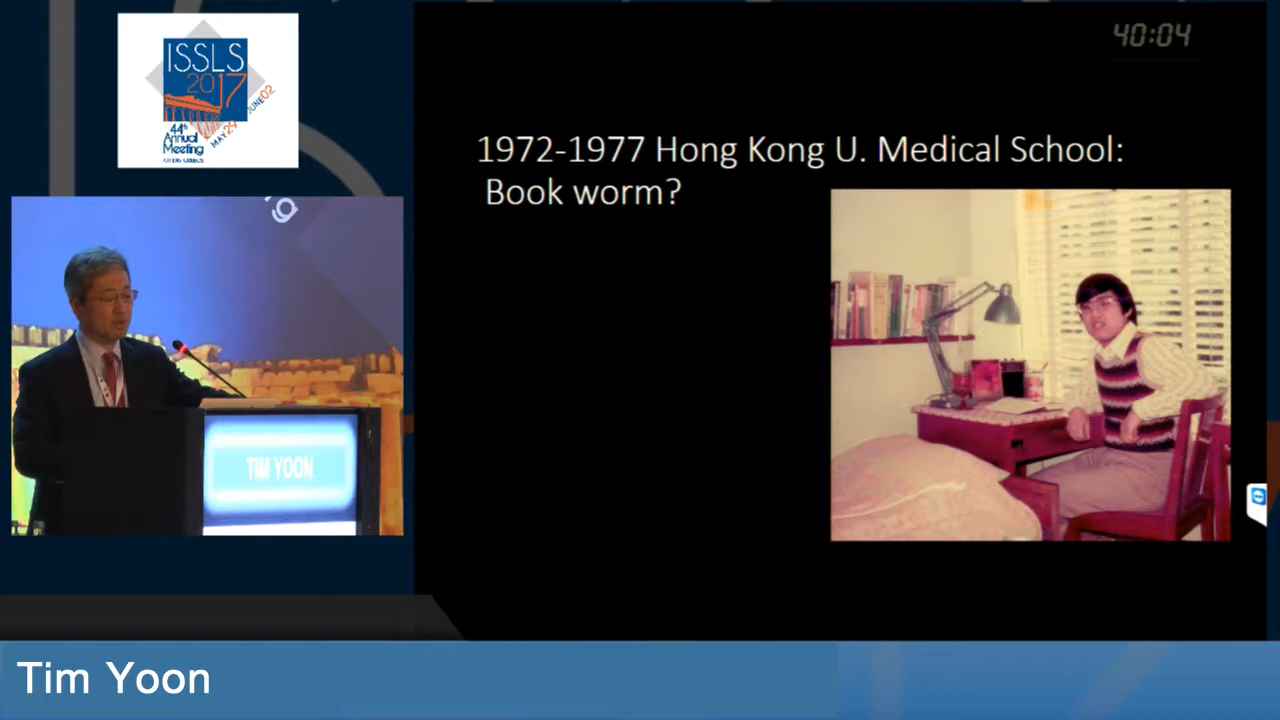 ISSLS
2017
44th
Annual
Meeting
MAY 29
JUNE 02
40:04
1972-1977 Hong Kong U. Medical School:
Book worm?
TIM YOON
Tim Yoon